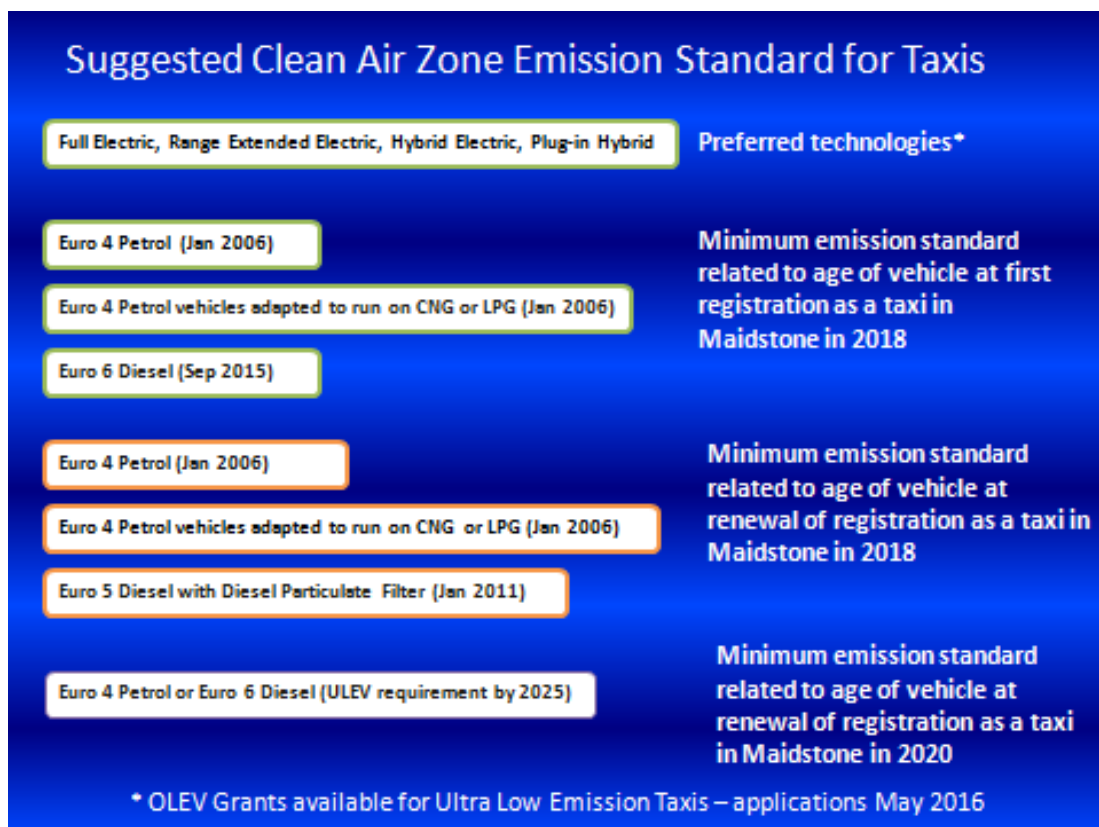 Suggested Clean Air Zone Emission Standard for Taxis
Full Electric, Range Extended Electric, Hybrid Electric, Plug-in Hybrid
Preferred technologies*
Euro 4 Petrol (Jan 2006)
Euro 4 Petrol vehicles adapted to run on CNG or LPG (Jan 2006)
Euro 6 Diesel (Sep 2015)
Minimum emission standard
related to age of vehicle at first
registration as a taxi in
Maidstone in 2018
Euro 4 Petrol (Jan 2006)
Euro 4 Petrol vehicles adapted to run on CNG or LPG (Jan 2006)
Euro 5 Diesel with Diesel Particulate Filter (Jan 2011)
Minimum emission standard
related to age of vehicle at
renewal of registration as a taxi in
Maidstone in 2018
Euro 4 Petrol or Euro 6 Diesel (ULEV requirement by 2025)
Minimum emission standard
related to age of vehicle at
renewal of registration as a taxi
in Maidstone in 2020
* OLEV Grants available for Ultra Low Emission Taxis – applications May 2016